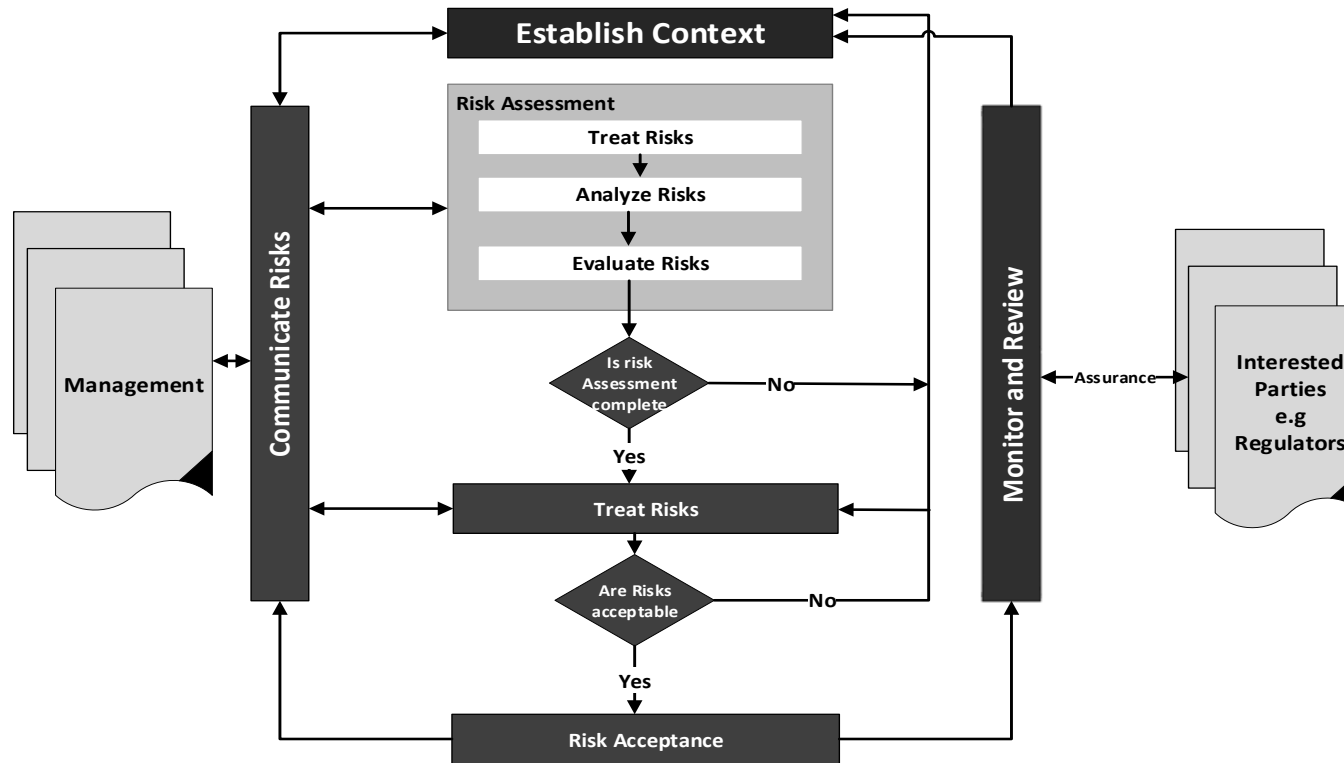 Establish Context
Risk Assessment
Treat Risks
Analyze Risks
Evaluate Risks
Communicate Risks
Management
Is risk
Assessment
complete
No
Yes
Monitor and Review
Assurance
Interested
Parties
e.g
Regulators
Treat Risks
Are Risks
acceptable
No
Yes
Risk Acceptance